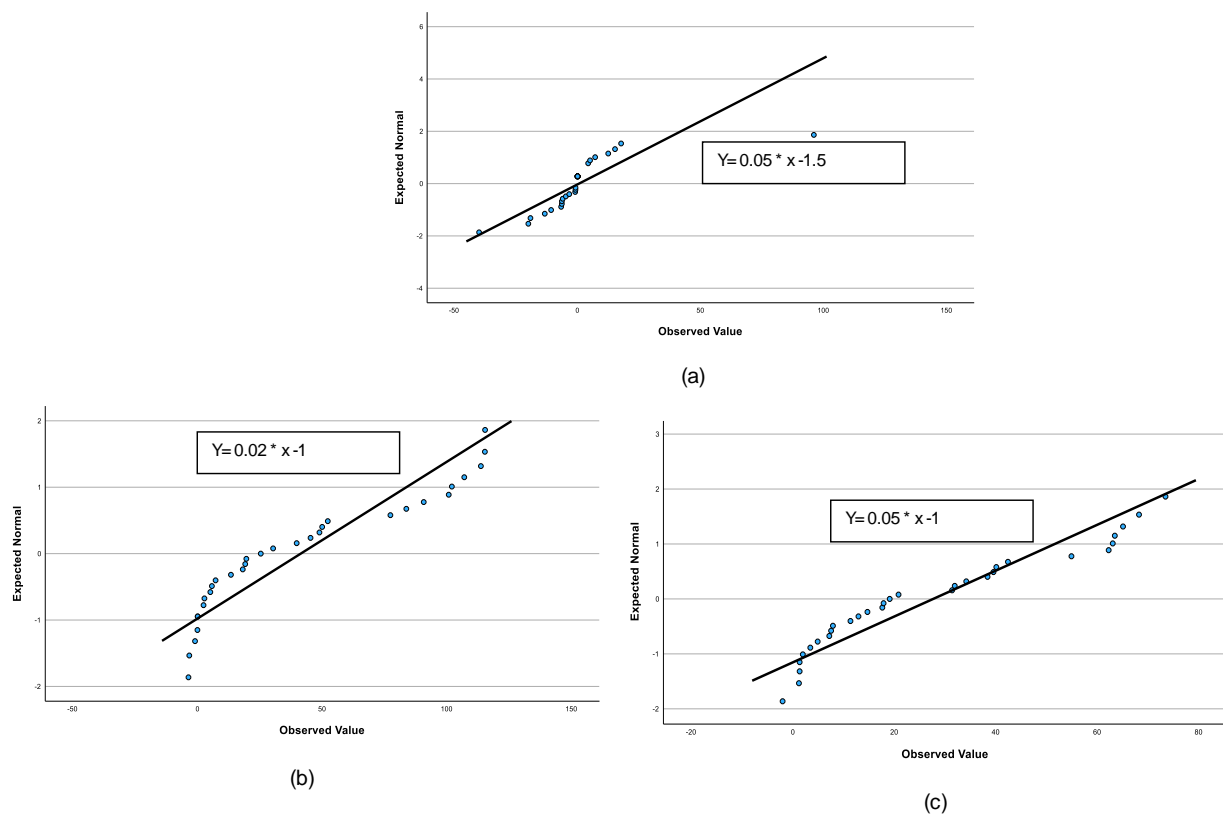 6
4
2
0
-2
-4
Expected Normal
Y= 0.05 * x -1.5
-50
0
50
100
150
Observed Value
(a)
2
1
0
-1
-2
Expected Normal
Y= 0.02 * x -1
-50
0
50
100
150
Observed Value
(b)
3
2
1
0
-1
-2
Expected Normal
Y= 0.05 * x -1
-20
0
20
40
60
80
Observed Value
(c)